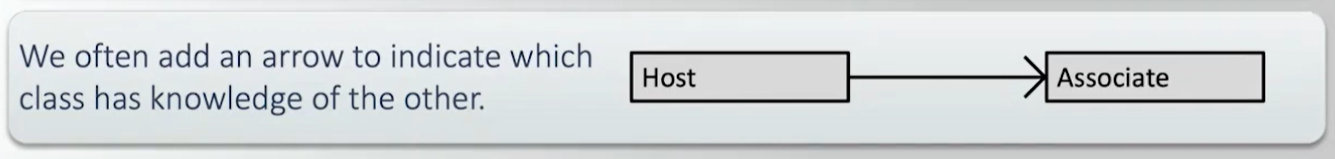 We often add an arrow to indicate which
class has knowledge of the other.
Host
Associate